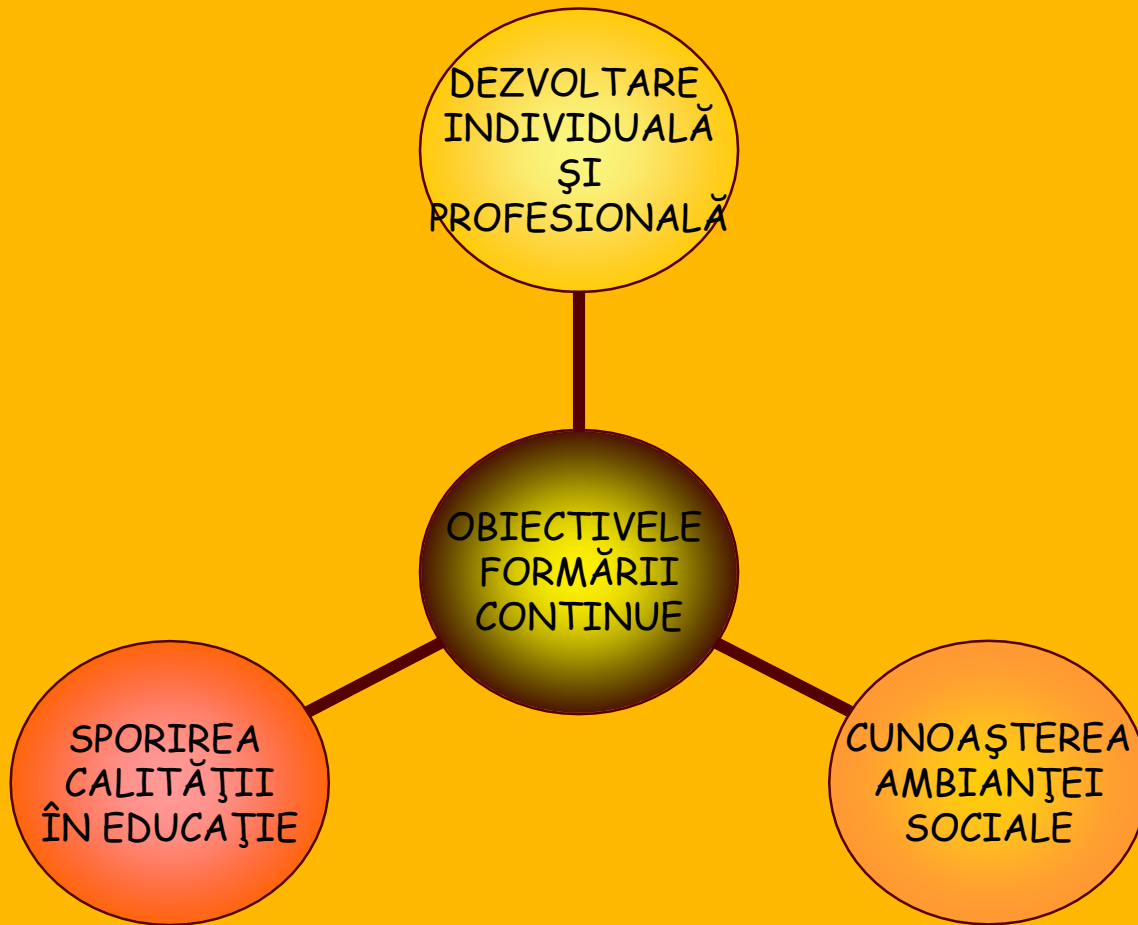 DEZVOLTARE
INDIVIDUALĂ
ŞI
PROFESIONALĂ
OBIECTIVELE
FORMĂRII
CONTINUE
SPORIREA
CALITĂŢII
ÎN EDUCAŢIE
CUNOAŞTEREA
AMBIANŢEI
SOCIALE